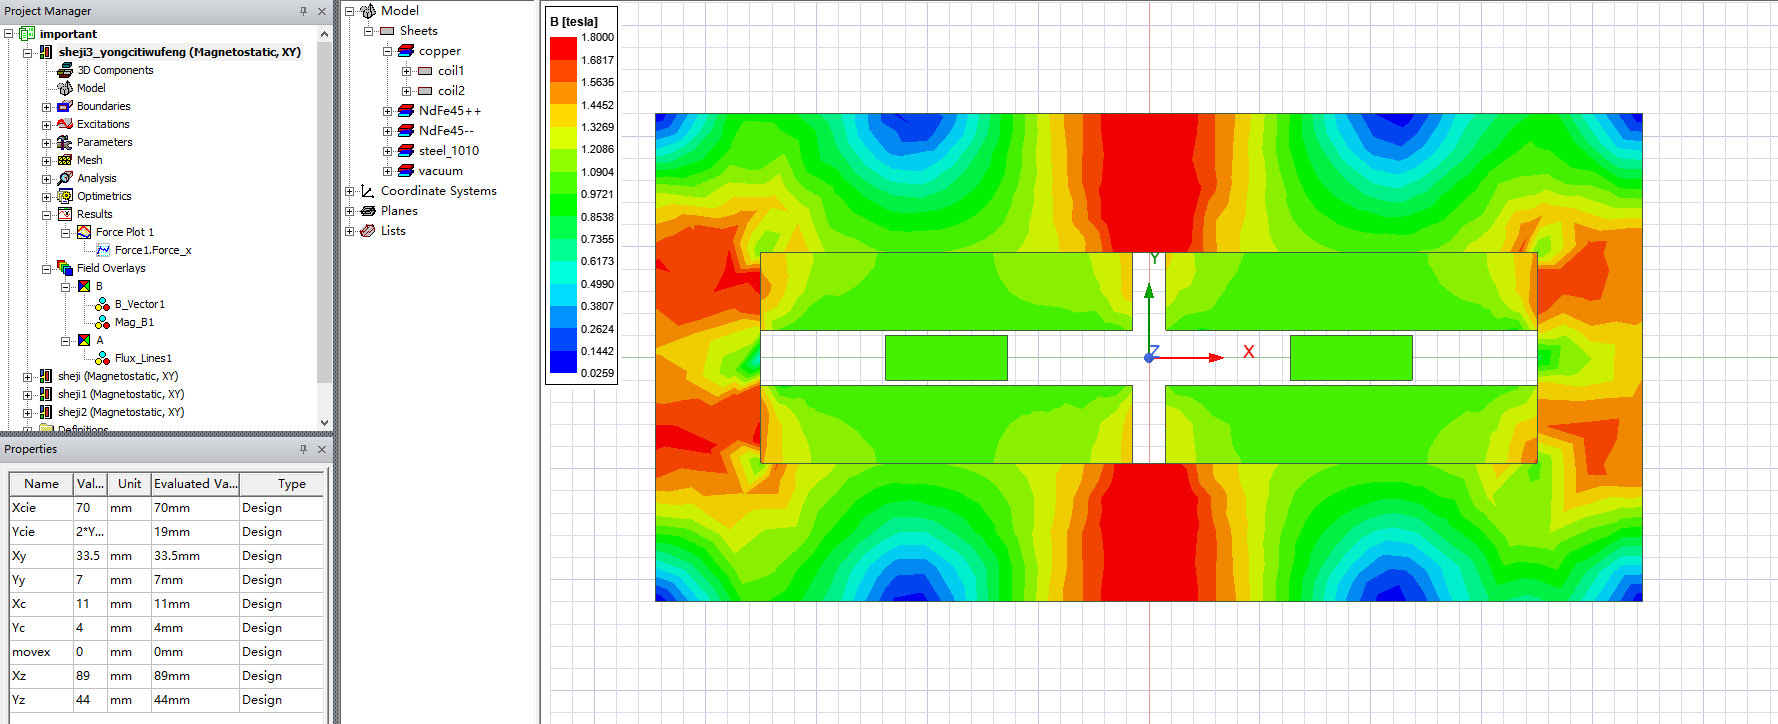 Project Manager
important
sheji3_yongcitiwufeng (Magnetostatic, XY)
3D Components
Model
Boundaries
Excitations
Parameters
Mesh
Analysis
Optimetrics
Results
Force Plot 1
Force1.Force_x
Field Overlays
B
B_Vector1
Mag_B1
A
Flux_Lines1
sheji (Magnetostatic, XY)
sheji1 (Magnetostatic, XY)
sheji2 (Magnetostatic, XY)
Definitions
Properties
Name Val... Unit Evaluated Va... Type
Xcie 70 mm 70mm Design
Ycie 2*Y... 19mm Design
Xy 33.5 mm 33.5mm Design
Yy 7 mm 7mm Design
Xc 11 mm 11mm Design
Yc 4 mm 4mm Design
movex 0 mm 0mm Design
Xz 89 mm 89mm Design
Yz 44 mm 44mm Design
Model
Sheets
copper
coil1
coil2
NdFe45++
NdFe45--
steel_1010
vacuum
Coordinate Systems
Planes
Lists
B [tesla]
1.8000
1.6817
1.5635
1.4452
1.3269
1.2086
1.0904
0.9721
0.8538
0.7355
0.6173
0.4990
0.3807
0.2624
0.1442
0.0259
Y
Z
X